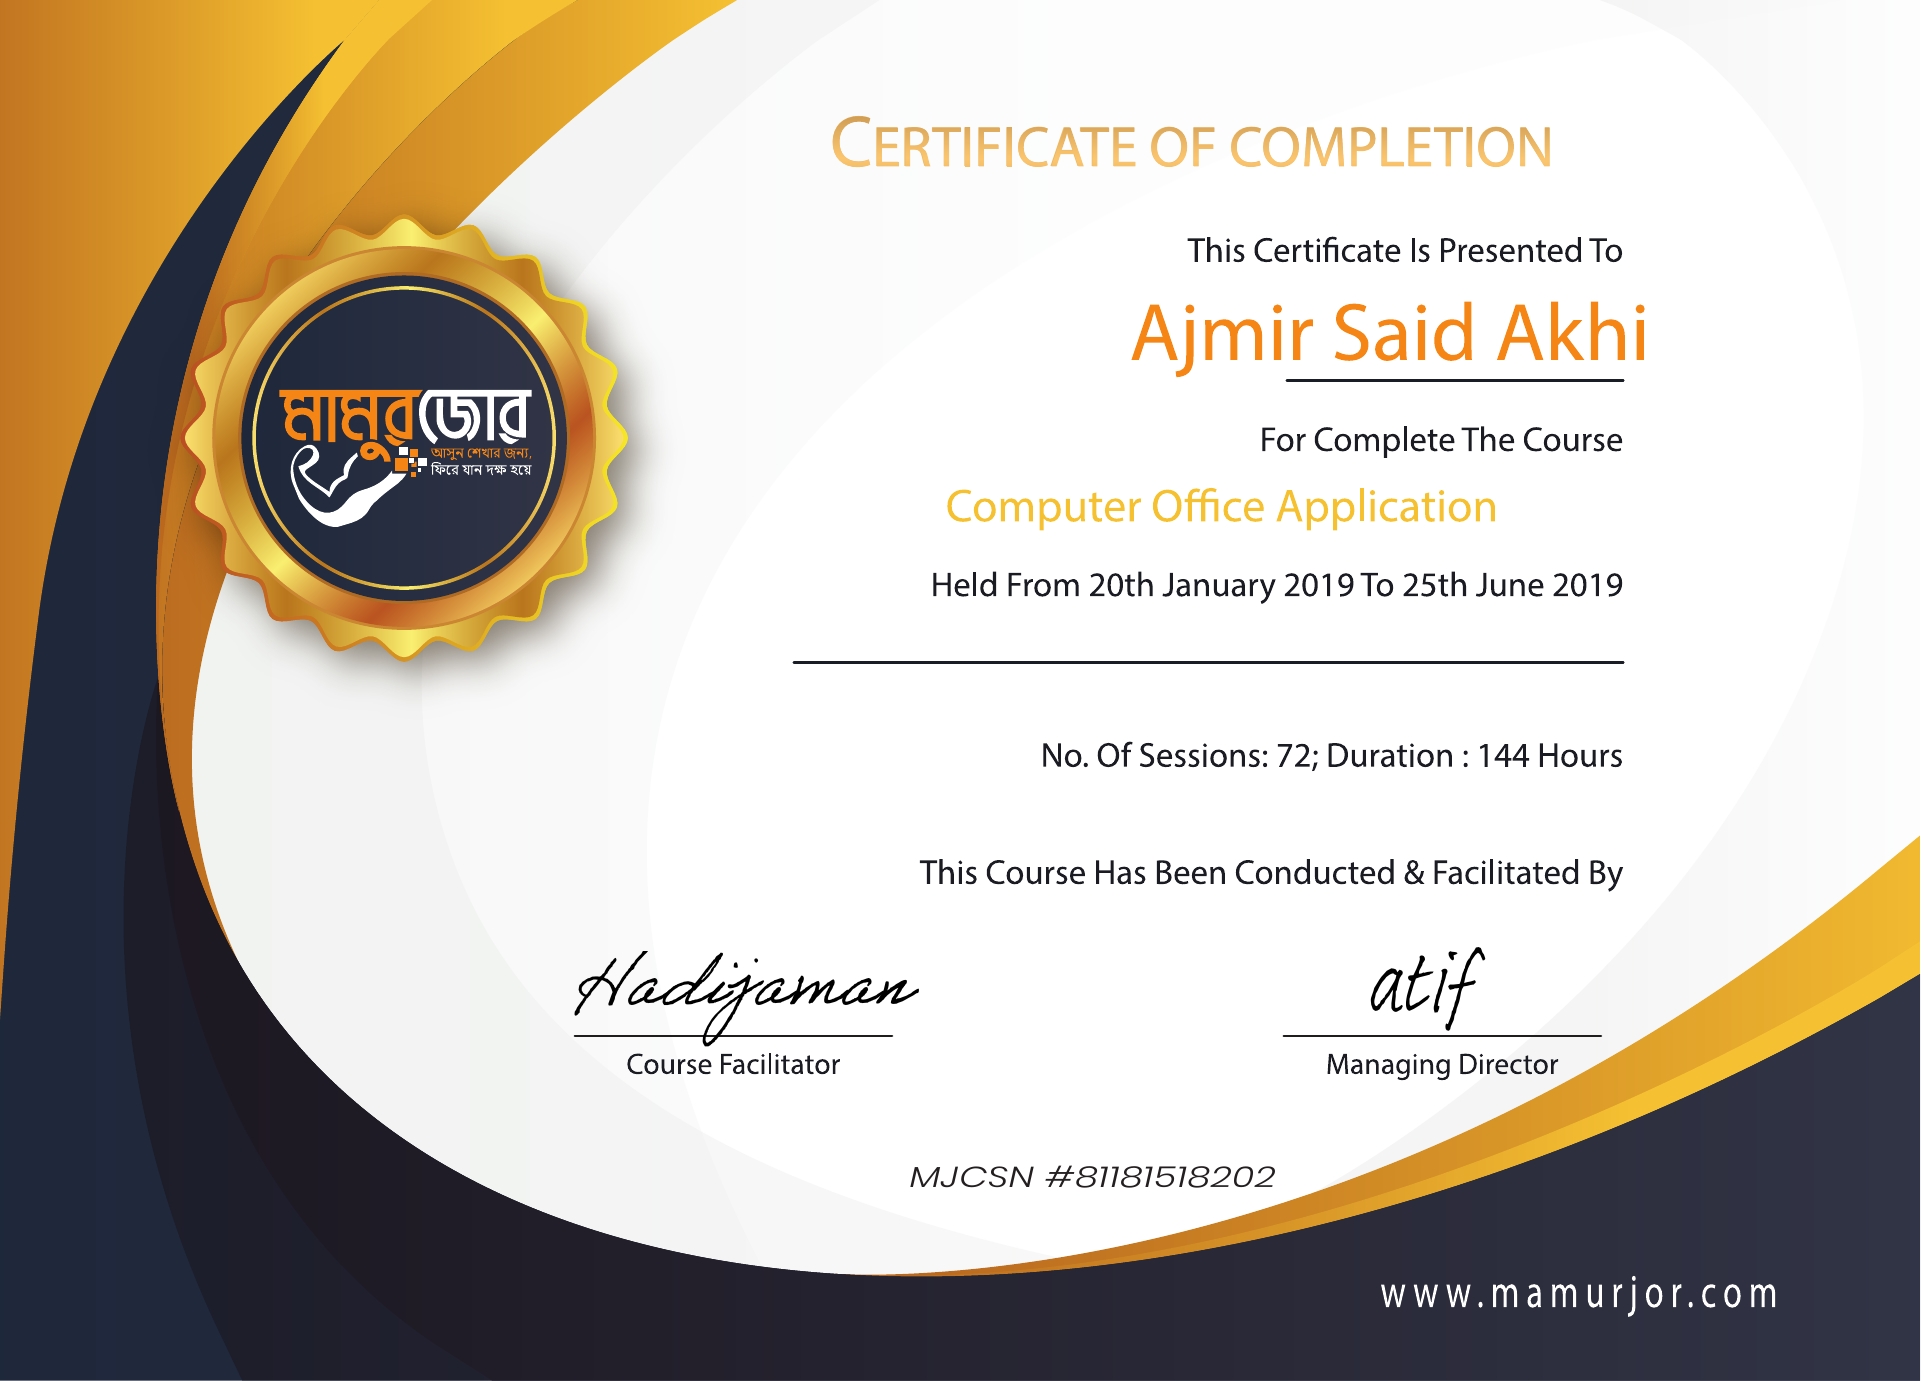 CERTIFICATE OF COMPLETION
This Certificate Is Presented To
Ajmir Said Akhi
মামুরজোর
আসুন শেখার জন্য,
ফিরে যান দক্ষ হয়ে
For Complete The Course
Computer Office Application
Held From 20th January 2019 To 25th June 2019
No. Of Sessions: 72; Duration : 144 Hours
This Course Has Been Conducted & Facilitated By
Hadijaman
atif
Course Facilitator
Managing Director
MJCSN #81181518202
www.mamurjor.com